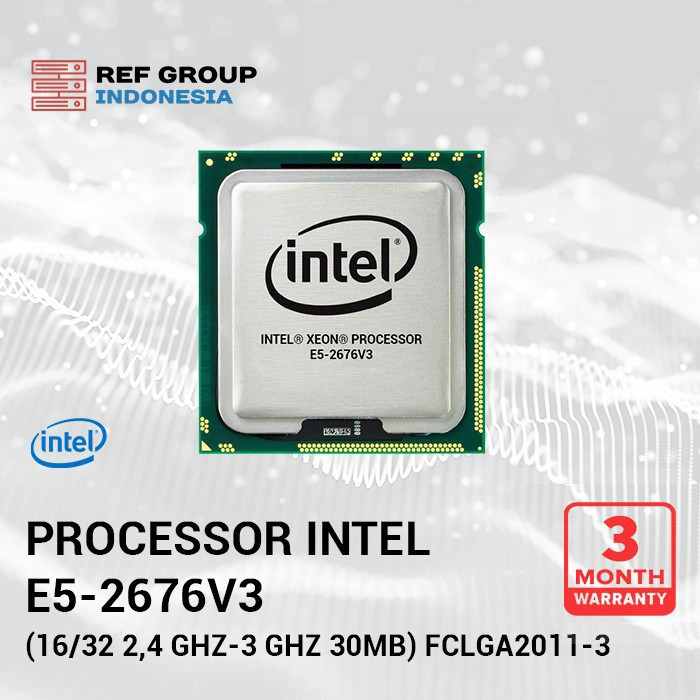 REF GROUP
INDONESIA
intel®
INTEL® XEON® PROCESSOR
E5-2676V3
intel
PROCESSOR INTEL
E5-2676V3
(16/32 2,4 GHZ-3 GHZ 30MB) FCLGA2011-3
3
MONTH
WARRANTY